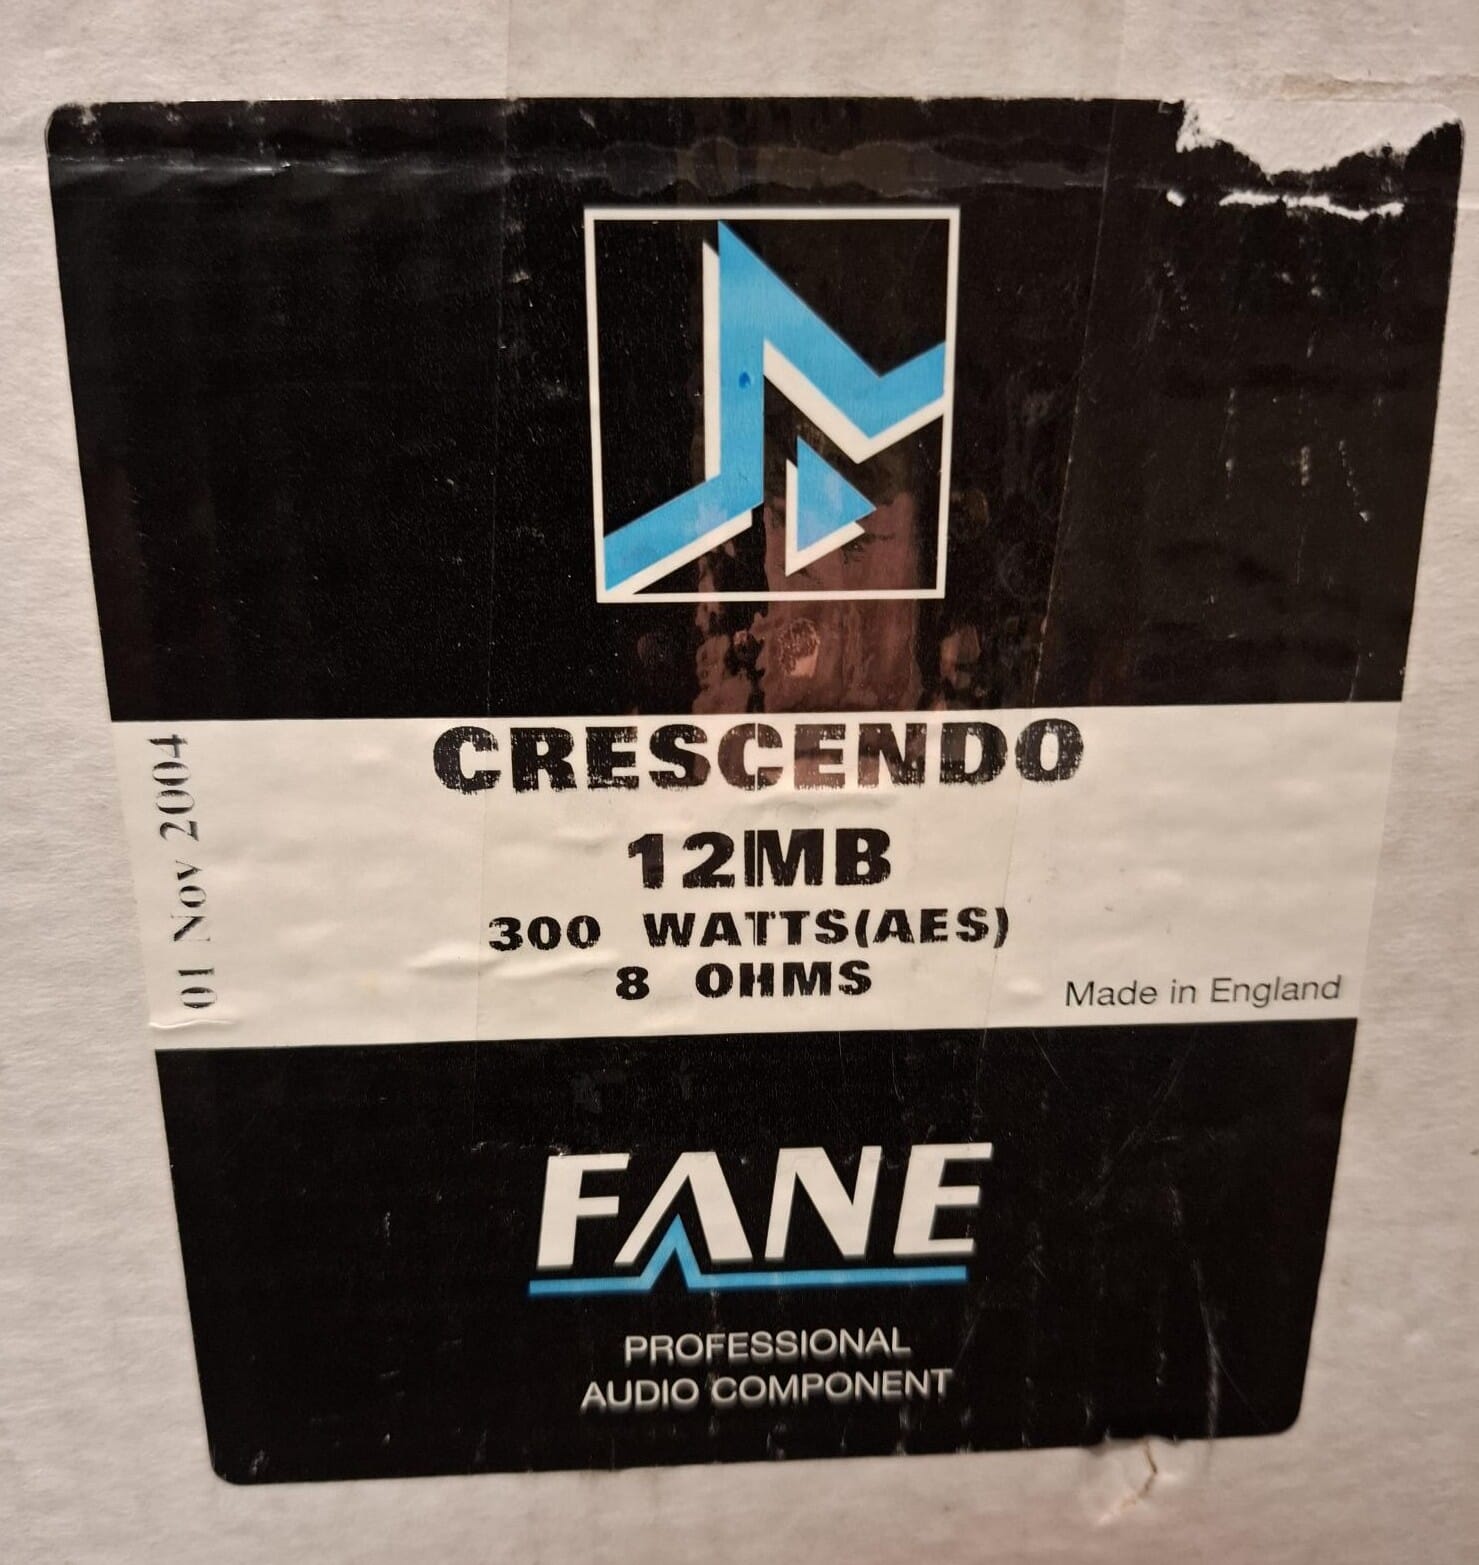 CRESCENDO
12MB
300 WATTS(AES)
8 OHMS
01 Nov 2004
Made in England
FANE
PROFESSIONAL
AUDIO COMPONENT